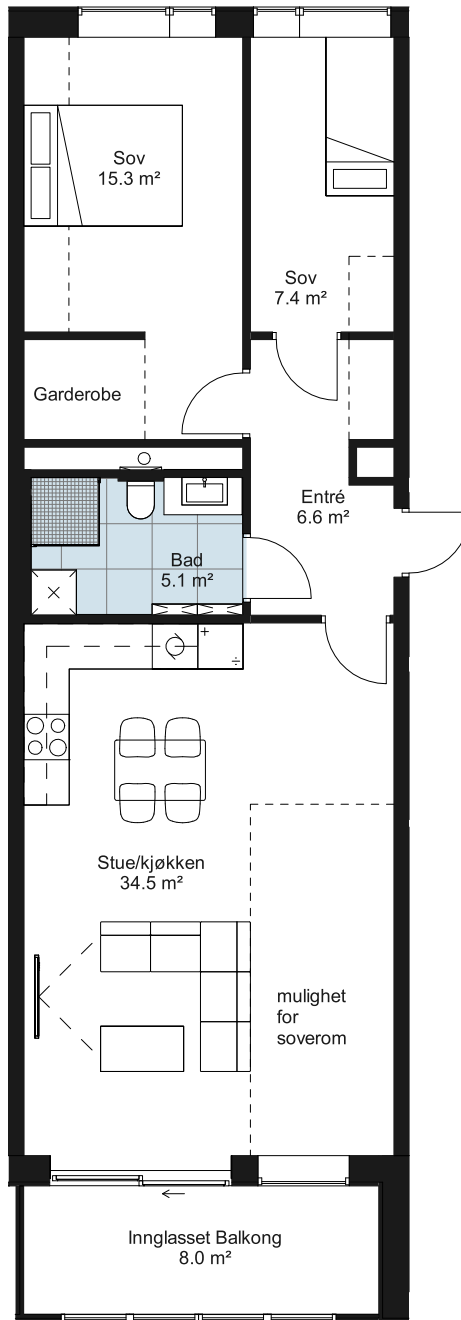 Sov
15.3 m²
Sov
7.4 m²
Garderobe
Entré
6.6 m²
Bad
5.1 m²
+
÷
Stue/kjøkken
34.5 m²
mulighet
for
soverom
Innglasset Balkong
8.0 m²